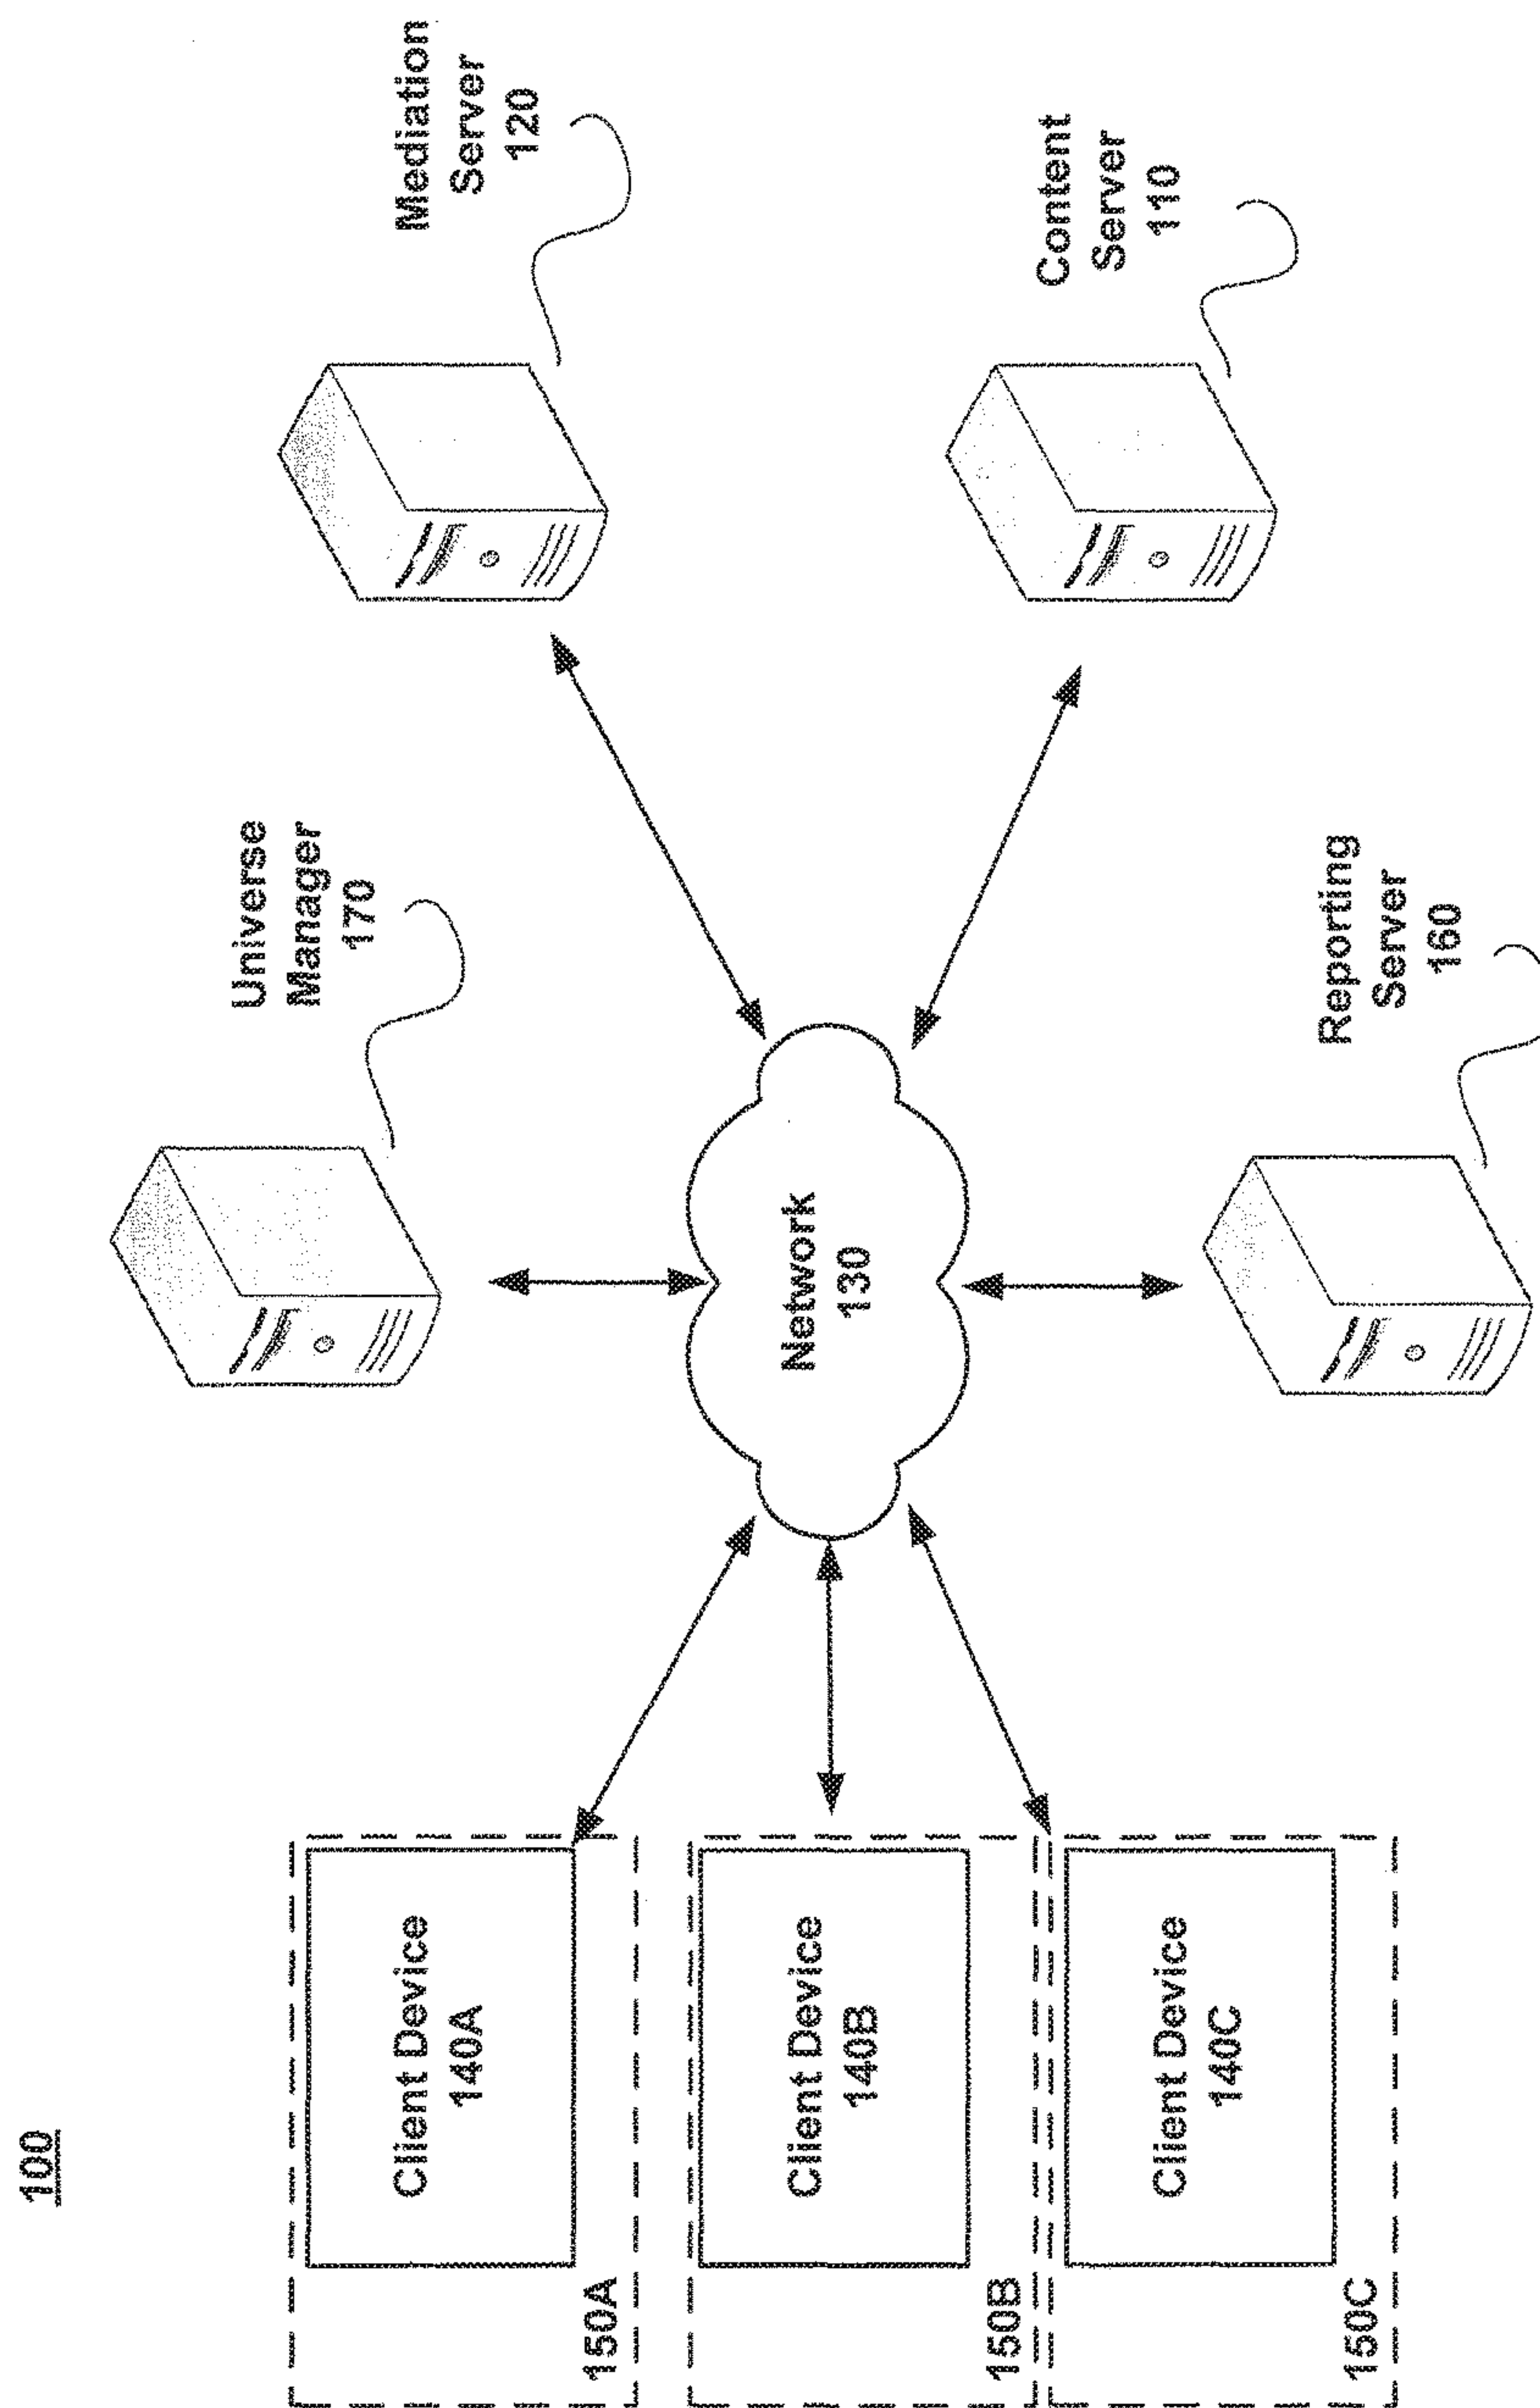 100
Universe
Manager
170
Mediation
Server
120
Client Device
140A
150A
Network
130
Client Device
140B
150B
Content
Server
110
Client Device
140C
150C
Reporting
Server
160